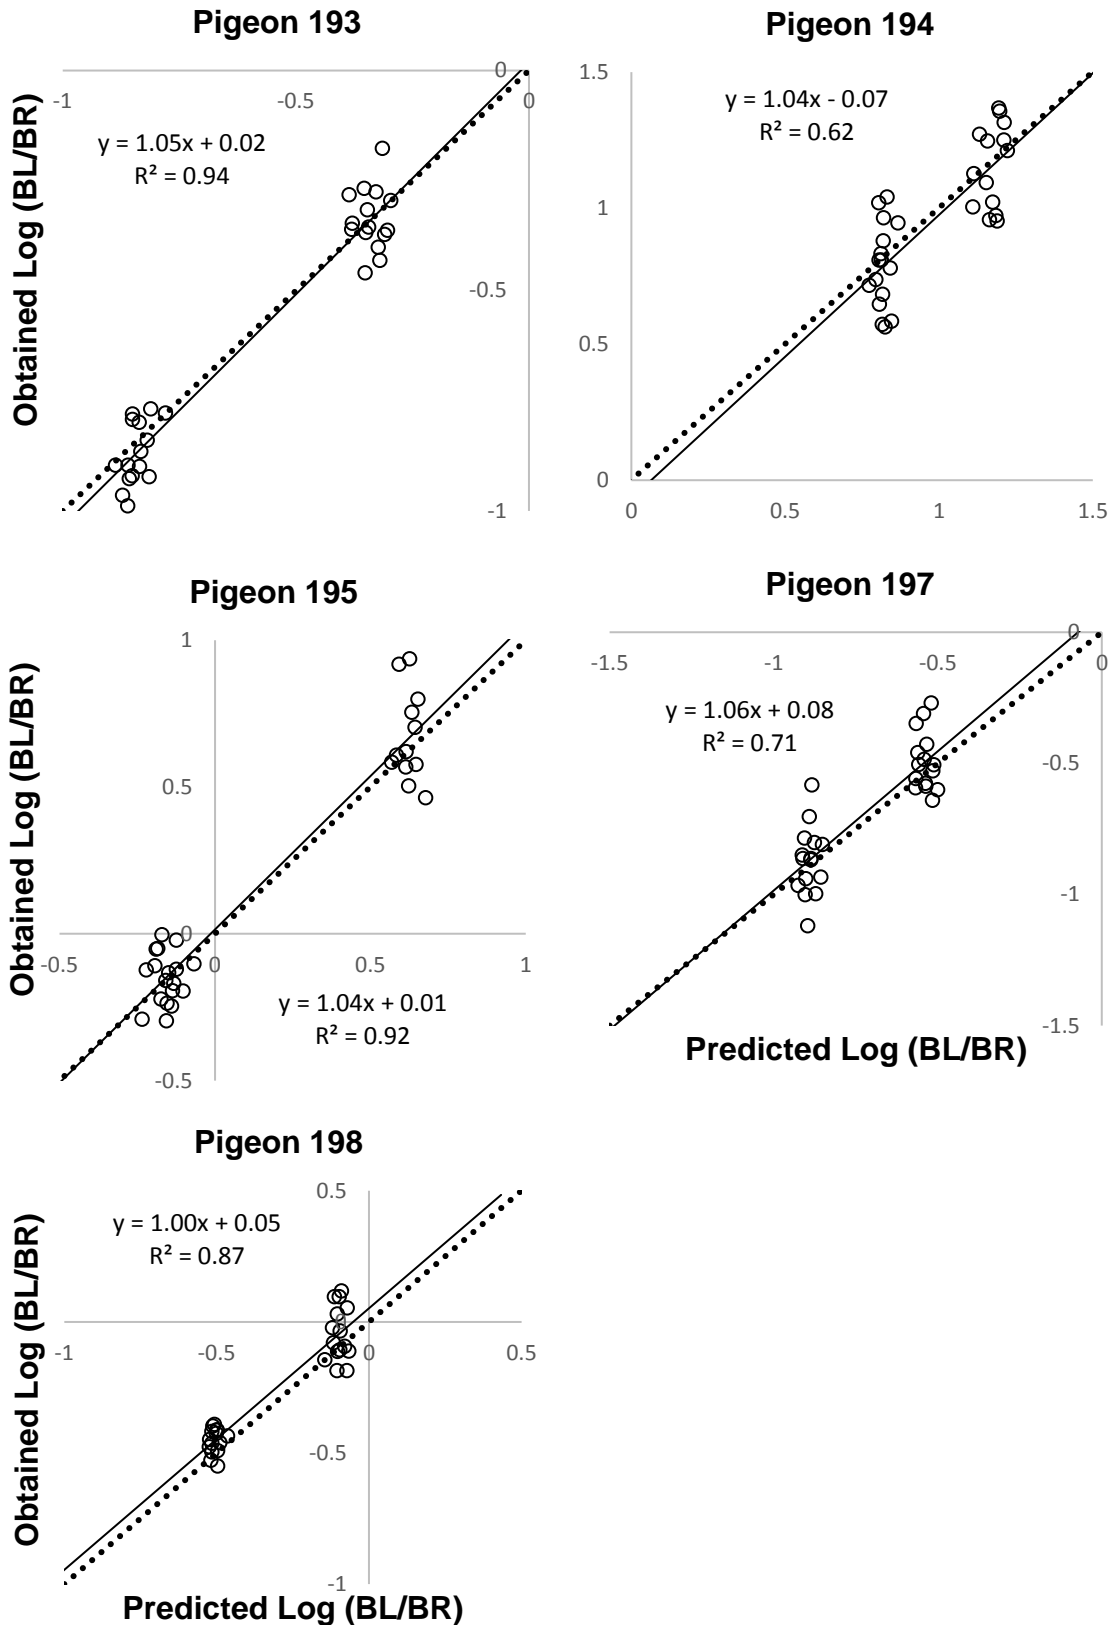 Pigeon 193
Obtained Log (BL/BR)
-1
-0.5
0
0
-0.5
-1
y = 1.05x + 0.02
R² = 0.94
Pigeon 194
1.5
1
0.5
0
0
0.5
1
1.5
y = 1.04x - 0.07
R² = 0.62
Pigeon 195
Obtained Log (BL/BR)
1
0.5
0
-0.5
-0.5
0
0.5
1
y = 1.04x + 0.01
R² = 0.92
Pigeon 197
0
-1.5
-1
-0.5
0
-0.5
-1
-1.5
y = 1.06x + 0.08
R² = 0.71
Predicted Log (BL/BR)
Pigeon 198
Obtained Log (BL/BR)
0.5
0
-0.5
-1
-1
-0.5
0
0.5
y = 1.00x + 0.05
R² = 0.87
Predicted Log (BL/BR)